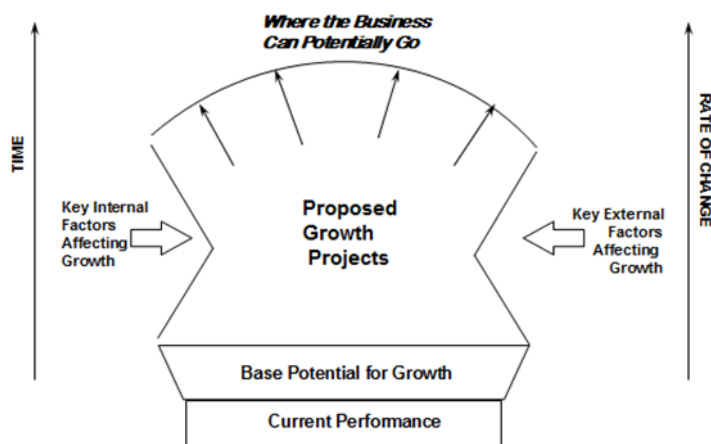 Where the Business
Can Potentially Go
TIME
RATE OF CHANGE
Key Internal
Factors
Affecting
Growth
Proposed
Growth
Projects
Key External
Factors
Affecting
Growth
Base Potential for Growth
Current Performance